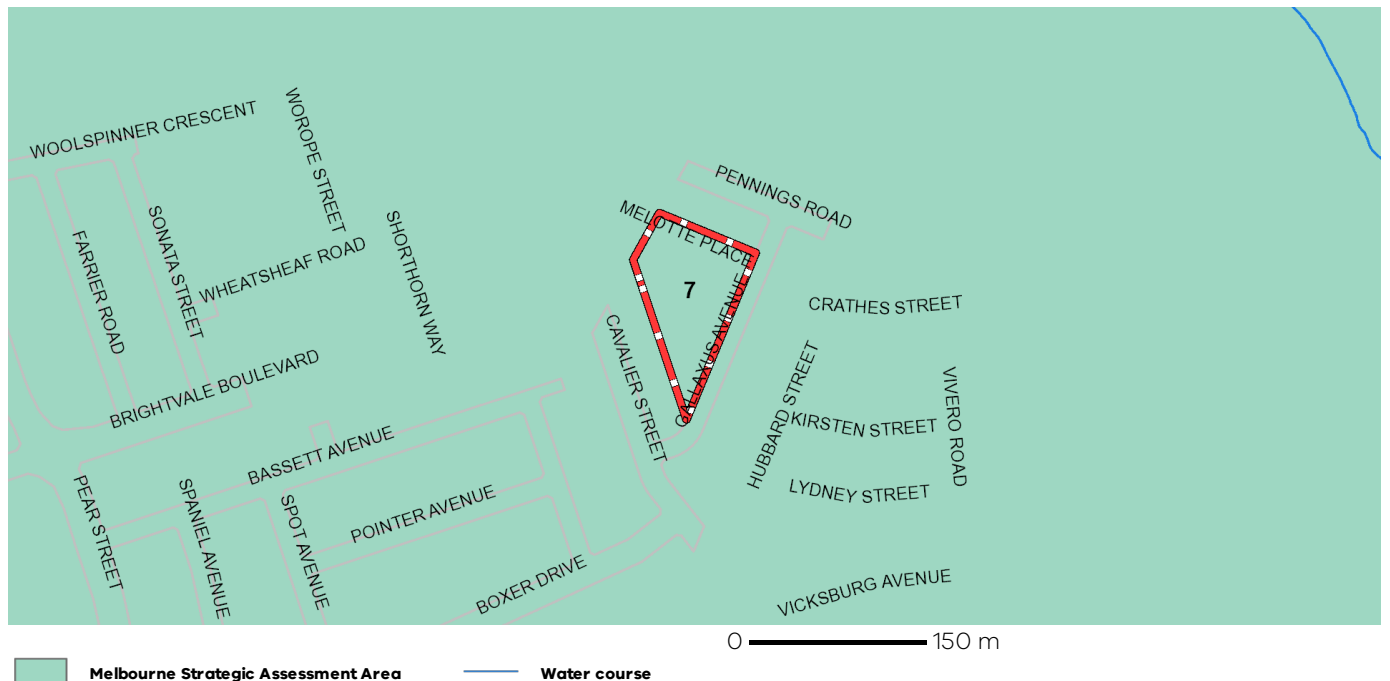 WOOLSPINNER CRESCENT
WOROPE STREET
PENNINGS ROAD
MELOTTE PLACE
SONATA STREET
SHORTHORN WAY
FARRIER ROAD
WHEATSHEAF ROAD
7
CALLAXUS AVENUE
CRATHES STREET
CAVALIER STREET
HUBBARD STREET
BRIGHTVALE BOULEVARD
VIVERO ROAD
KIRSTEN STREET
BASSETT AVENUE
PEAR STREET
SPANIEL AVENUE
SPOT AVENUE
POINTER AVENUE
LYDNEY STREET
BOXER DRIVE
VICKSBURG AVENUE
0 150 m
Melbourne Strategic Assessment Area
Water course